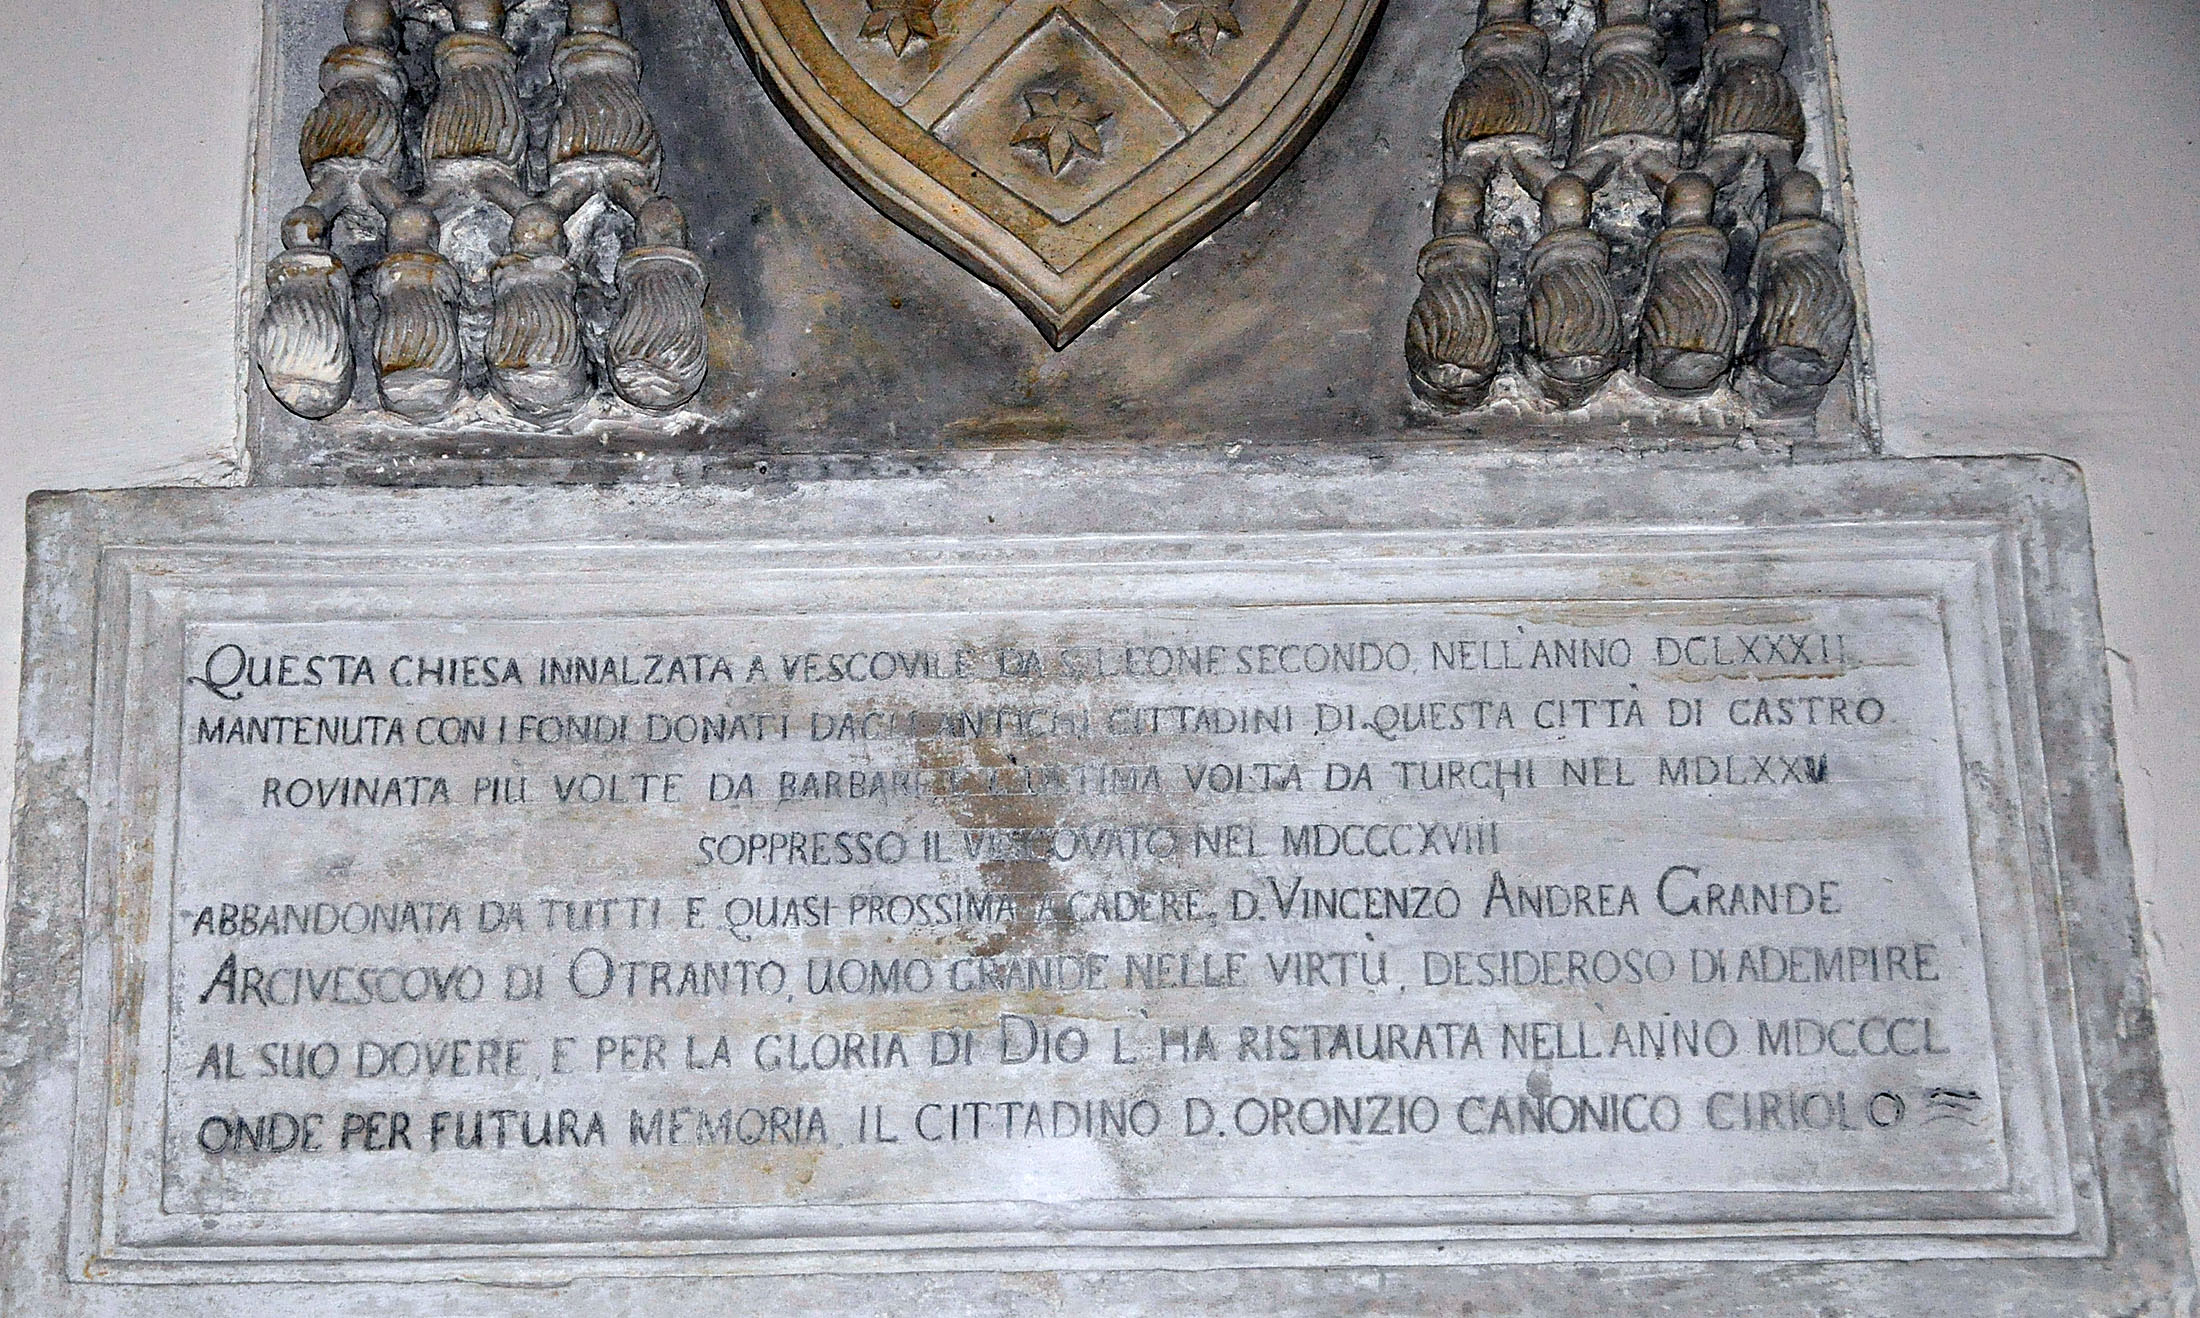 QUESTA CHIESA INNALZATA A VESCOVILE DA S. LEONE SECONDO, NELL'ANNO DCLXXXII
MANTENUTA CON I FONDI DONATI DAGLI ANTICHI CITTADINI DI QUESTA CITTÀ DI CASTRO
ROVINATA PIÙ VOLTE DA BARBARI E L'ULTIMA VOLTA DA TURCHI NEL MDLXXV
SOPPRESSO IL VESCOVATO NEL MDCCCXVIII
ABBANDONATA DA TUTTI E QUASI PROSSIMA A CADERE, D. VINCENZO ANDREA GRANDE
ARCIVESCOVO DI OTRANTO, UOMO GRANDE NELLE VIRTÙ, DESIDEROSO DI ADEMPIRE
AL SUO DOVERE, E PER LA GLORIA DI DIO L'HA RISTAURATA NELL'ANNO MDCCCL
ONDE PER FUTURA MEMORIA, IL CITTADINO D. ORONZIO CANONICO CIRIOLO